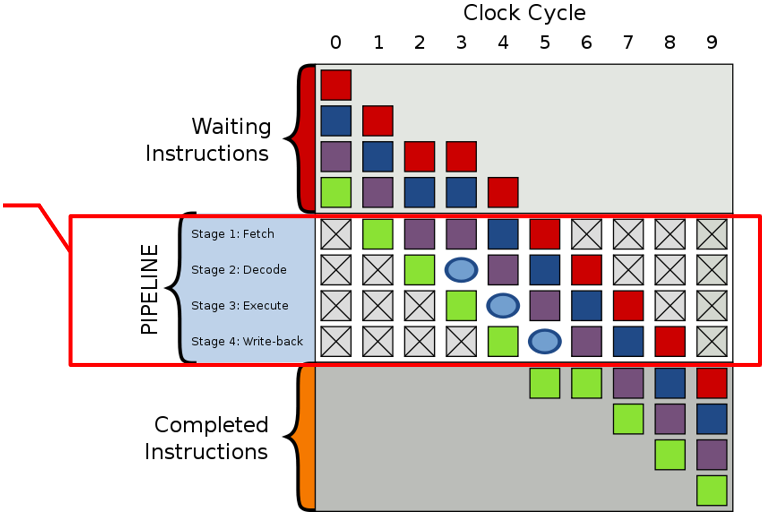 Clock Cycle
0 1 2 3 4 5 6 7 8 9
Waiting
Instructions
PIPELINE
Stage 1: Fetch
Stage 2: Decode
Stage 3: Execute
Stage 4: Write-back
Completed
Instructions